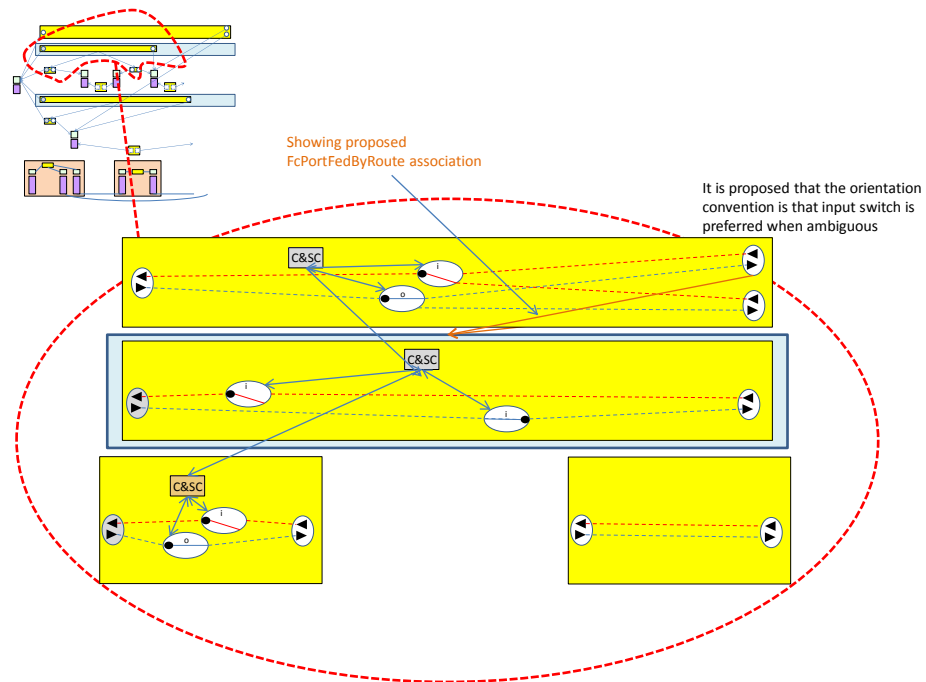 Showing proposed
FcPortFedByRoute association
It is proposed that the orientation
convention is that input switch is
preferred when ambiguous
C&SC
i
o
C&SC
i
i
C&SC
i
o